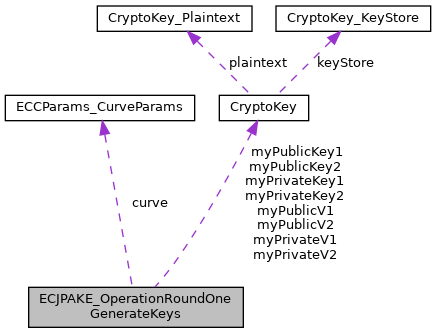 CryptoKey_Plaintext
CryptoKey_KeyStore
plaintext
keyStore
ECCParams_CurveParams
CryptoKey
myPublicKey1
myPublicKey2
myPrivateKey1
myPrivateKey2
myPublicV1
myPublicV2
myPrivateV1
myPrivateV2
curve
ECJPAKE_OperationRoundOne
GenerateKeys